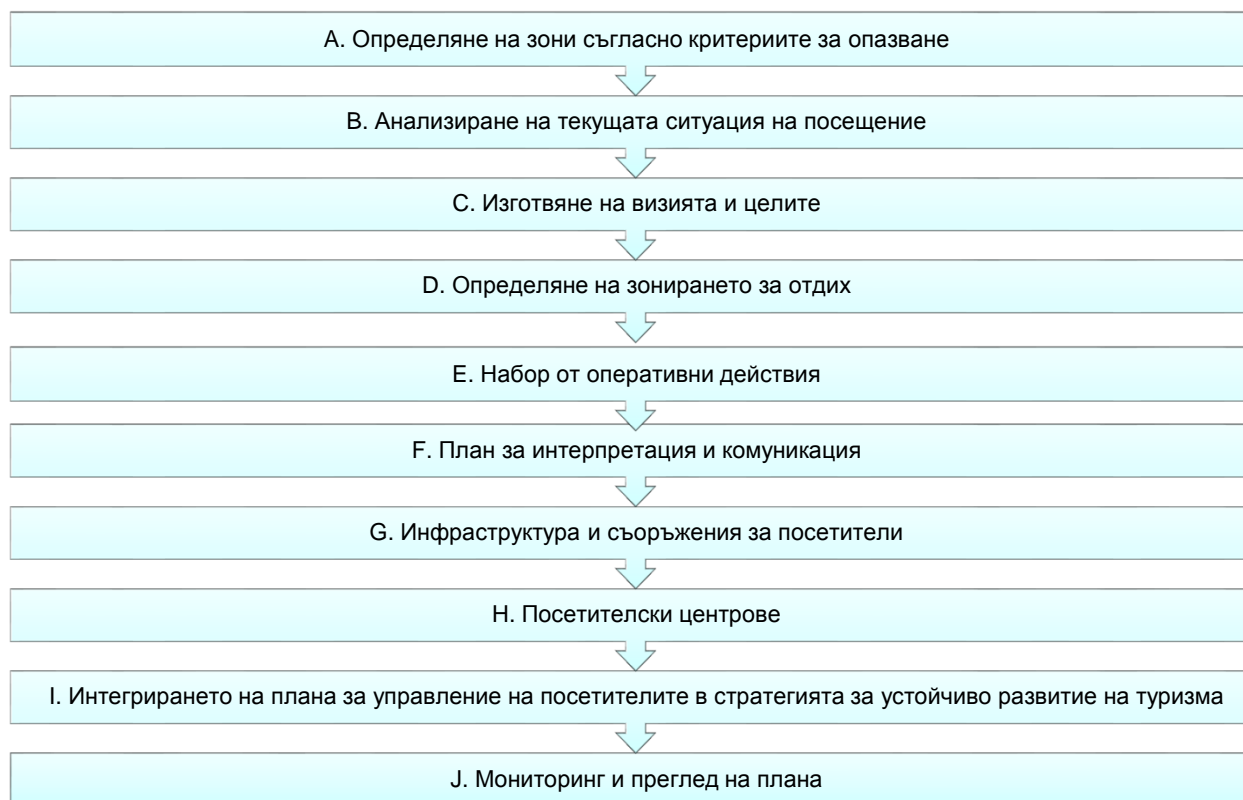 A. Определяне на зони съгласно критериите за опазване
B. Анализиране на текущата ситуация на посещение
C. Изготвяне на визията и целите
D. Определяне на зонирането за отдих
E. Набор от оперативни действия
F. План за интерпретация и комуникация
G. Инфраструктура и съоръжения за посетители
H. Посетителски центрове
I. Интегрирането на плана за управление на посетителите в стратегията за устойчиво развитие на туризма
J. Мониторинг и преглед на плана